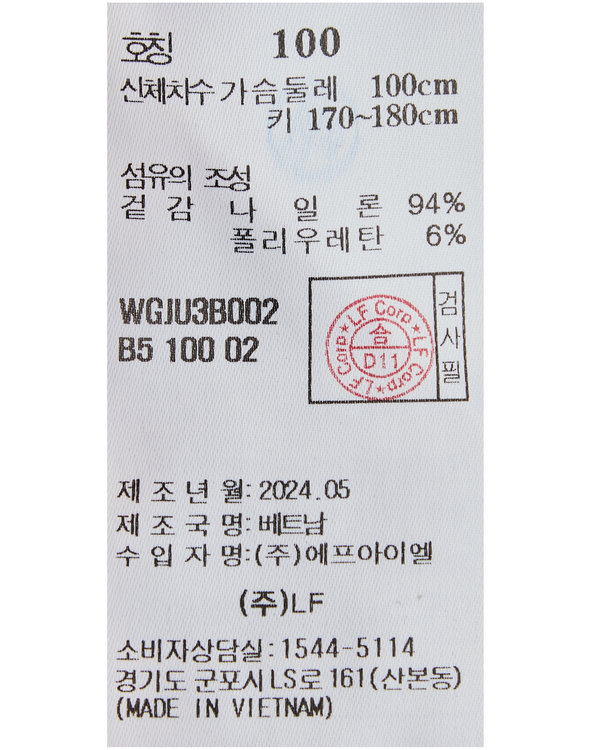 호칭 100
신체치수 가슴둘레 100cm
키 170~180cm
섬유의 조성
겉감 나일론 94%
폴리우레탄 6%
WGJU3B002
B5 100 02
검사필
★LF Corp★LF Corp★LF Corp
합
D11
제조년월: 2024.05
제조국명: 베트남
수입자명: (주)에프아이엘
(주)LF
소비자상담실: 1544-5114
경기도 군포시 LS로 161(산본동)
(MADE IN VIETNAM)